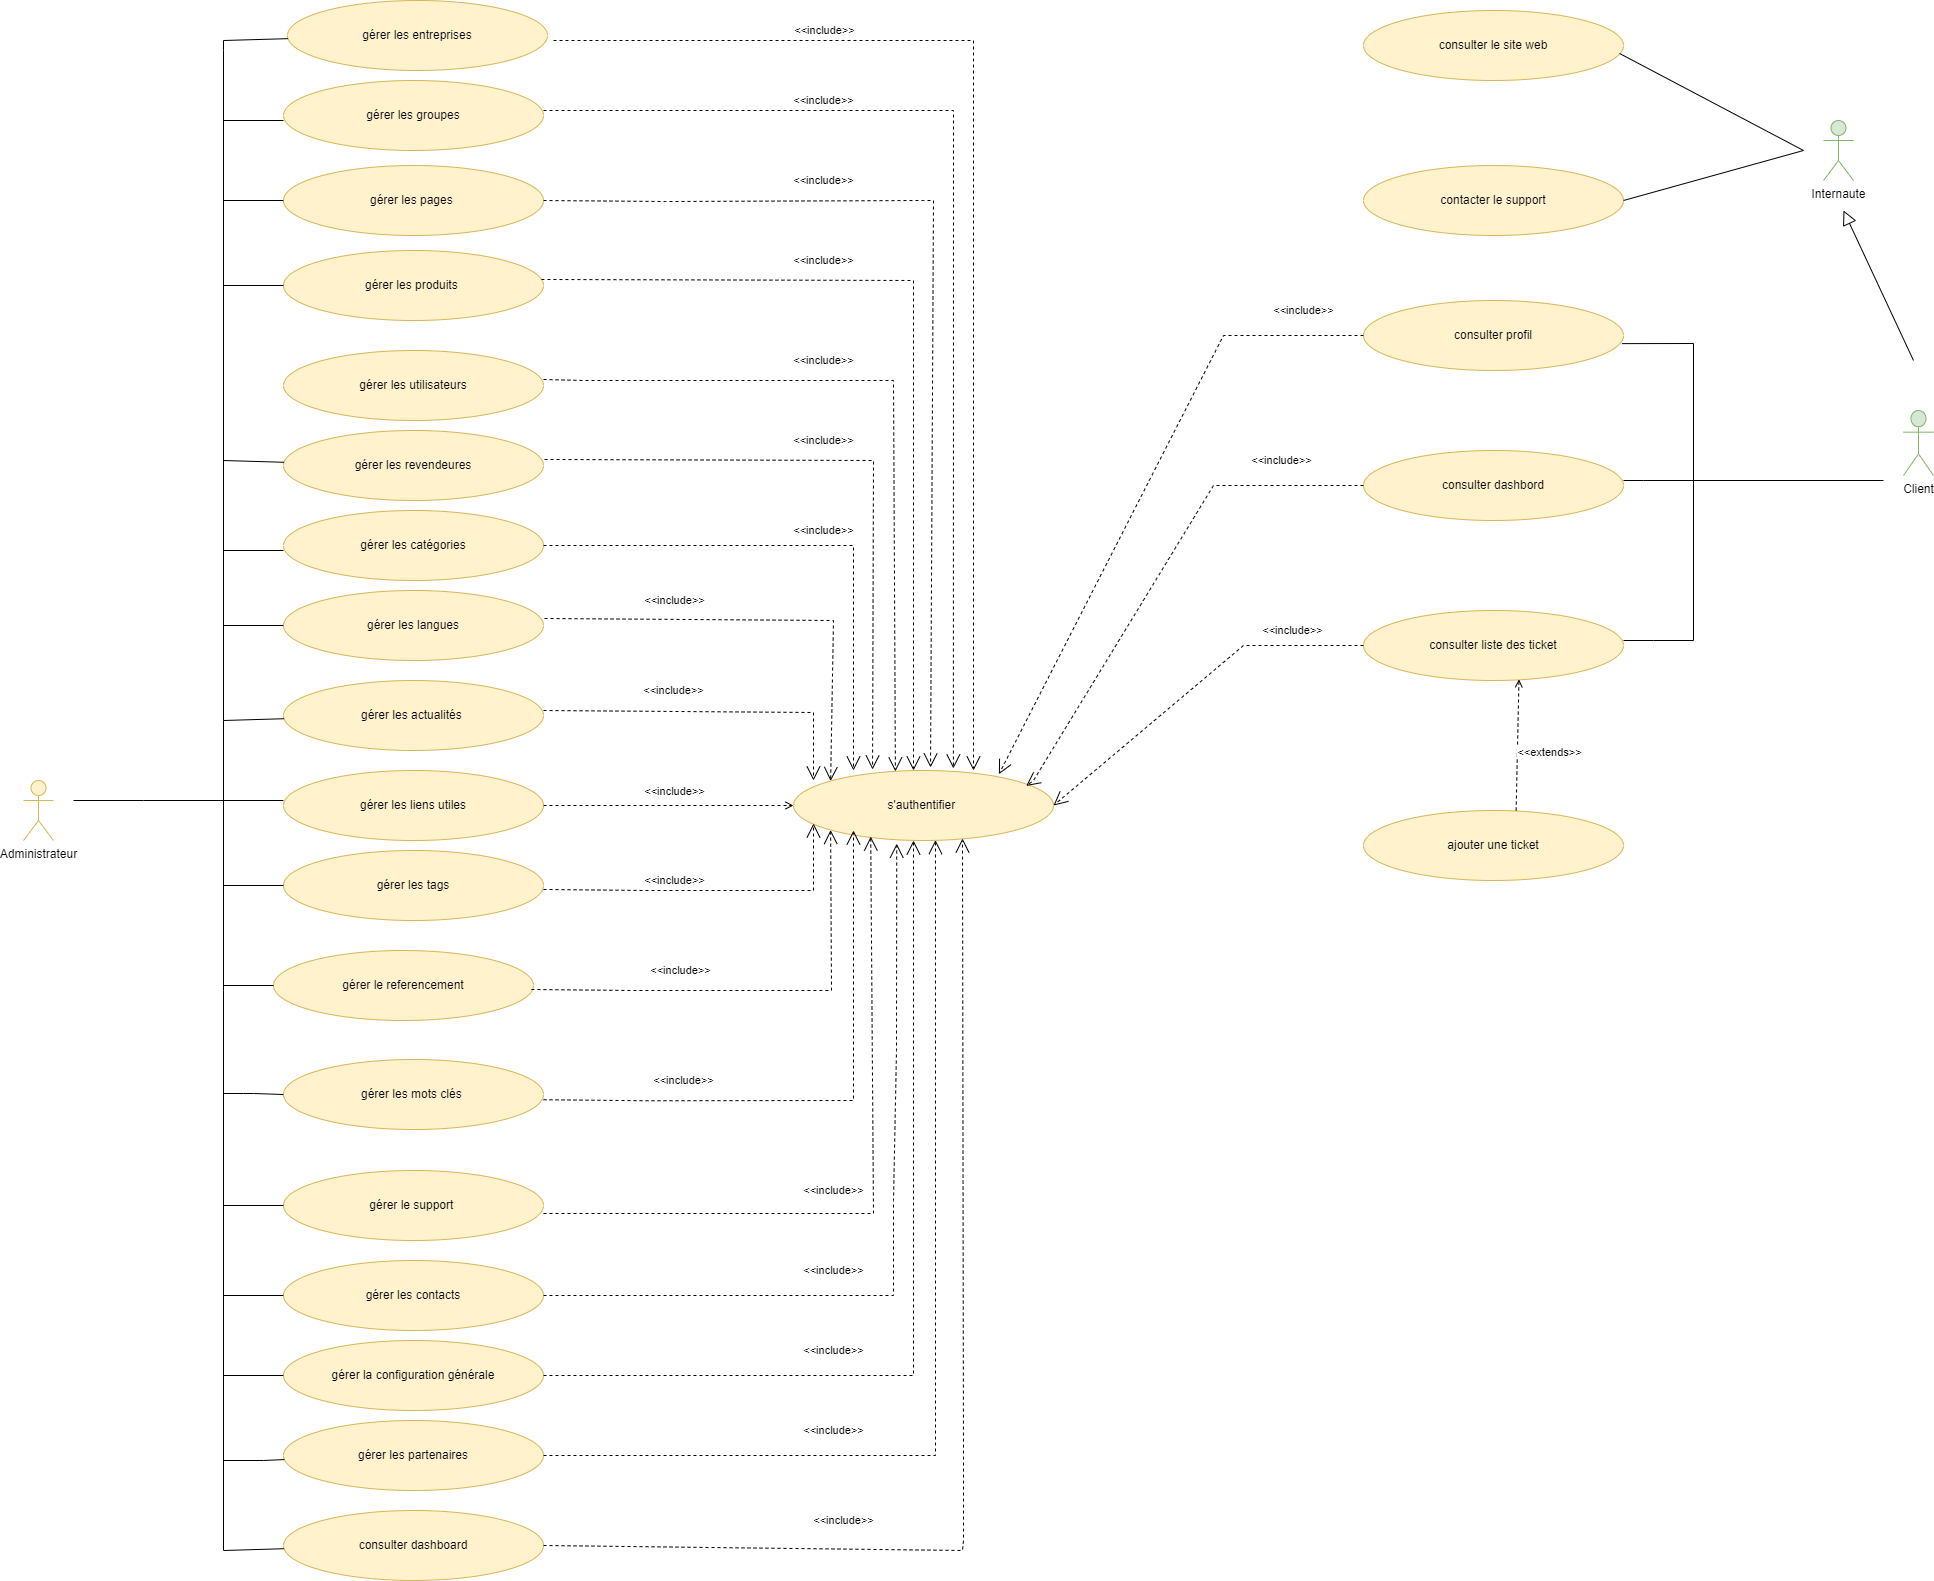 gérer les entreprises
<<include>>
consulter le site web
gérer les groupes
<<include>>
Internaute
gérer les pages
<<include>>
contacter le support
gérer les produits
<<include>>
consulter profil
<<include>>
gérer les utilisateurs
<<include>>
gérer les revendeures
<<include>>
<<include>>
consulter dashbord
Client
gérer les catégories
<<include>>
gérer les langues
<<include>>
<<include>>
consulter liste des ticket
gérer les actualités
<<include>>
<<extends>>
Administrateur
gérer les liens utiles
<<include>>
s'authentifier
ajouter une ticket
gérer les tags
<<include>>
gérer le referencement
<<include>>
gérer les mots clés
<<include>>
gérer le support
<<include>>
gérer les contacts
<<include>>
gérer la configuration générale
<<include>>
gérer les partenaires
<<include>>
consulter dashboard
<<include>>